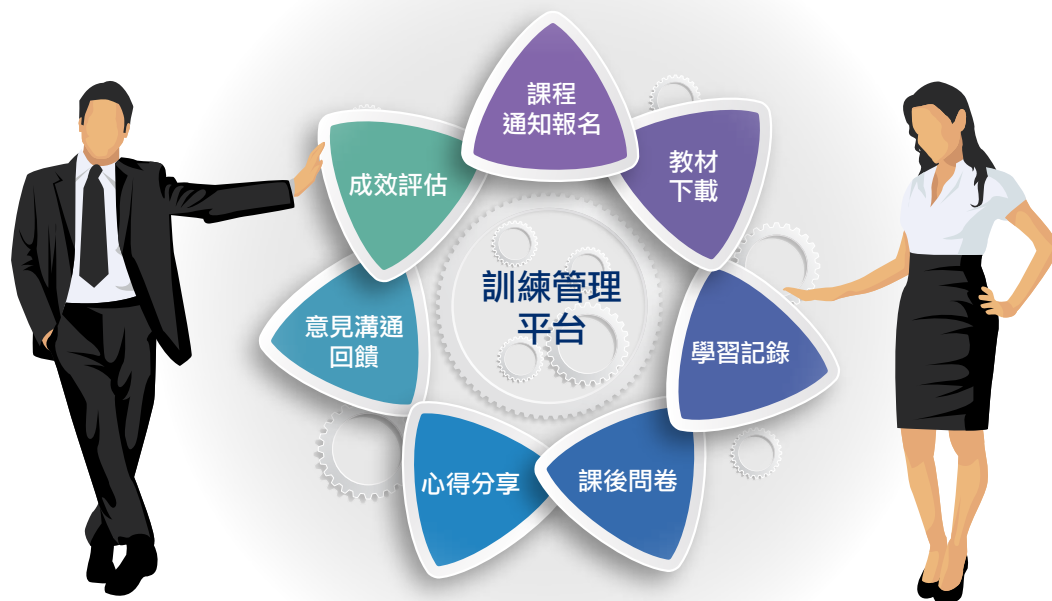 課程
通知報名
教材
下載
學習記錄
課後問卷
心得分享
意見溝通
回饋
成效評估
訓練管理
平台